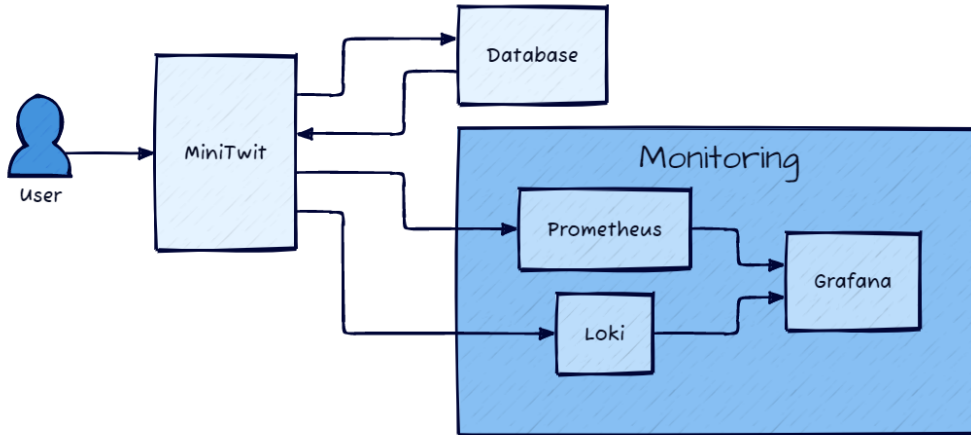 Database
MiniTwit
User
Monitoring
Prometheus
Grafana
Loki